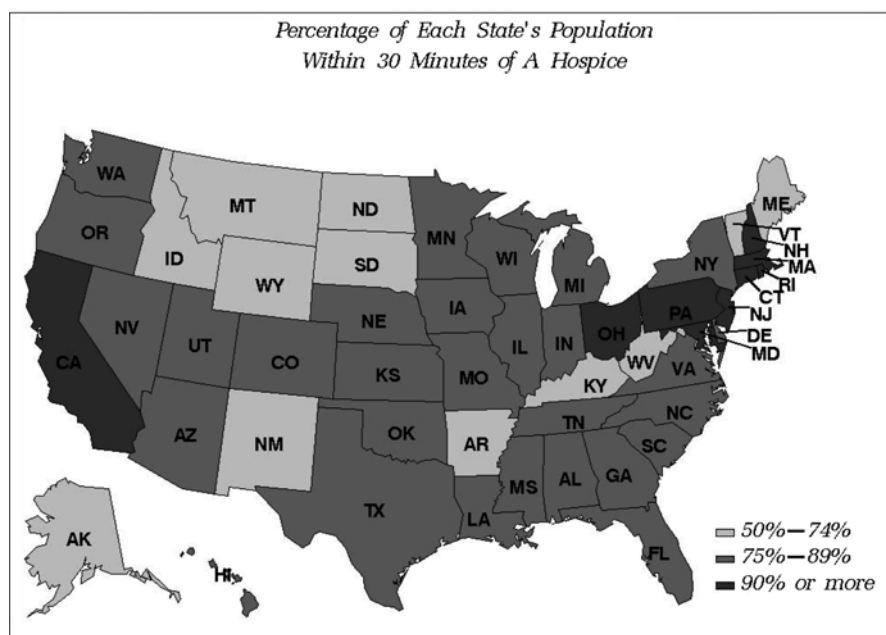 Percentage of Each State's Population
Within 30 Minutes of A Hospice
WA
MT
ND
MN
ME
VT
NH
OR
ID
SD
WI
NY
MA
RI
WY
MI
CT
IA
PA
NJ
NE
OH
DE
NV
UT
IL
IN
MD
CO
WV
CA
KS
MO
KY
VA
NC
AZ
NM
OK
AR
TN
SC
MS
AL
GA
TX
LA
AK
FL
HI
50%—74%
75%—89%
90% or more